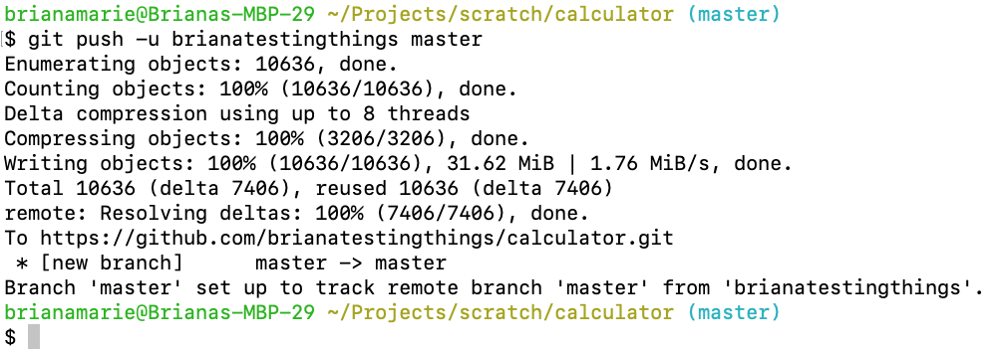 brianamarie@Brianas-MBP-29 ~/Projects/scratch/calculator (master)
$ git push -u brianatestingthings master
Enumerating objects: 10636, done.
Counting objects: 100% (10636/10636), done.
Delta compression using up to 8 threads
Compressing objects: 100% (3206/3206), done.
Writing objects: 100% (10636/10636), 31.62 MiB | 1.76 MiB/s, done.
Total 10636 (delta 7406), reused 10636 (delta 7406)
remote: Resolving deltas: 100% (7406/7406), done.
To https://github.com/brianatestingthings/calculator.git
 * [new branch]      master -> master
Branch 'master' set up to track remote branch 'master' from 'brianatestingthings'.
brianamarie@Brianas-MBP-29 ~/Projects/scratch/calculator (master)
$